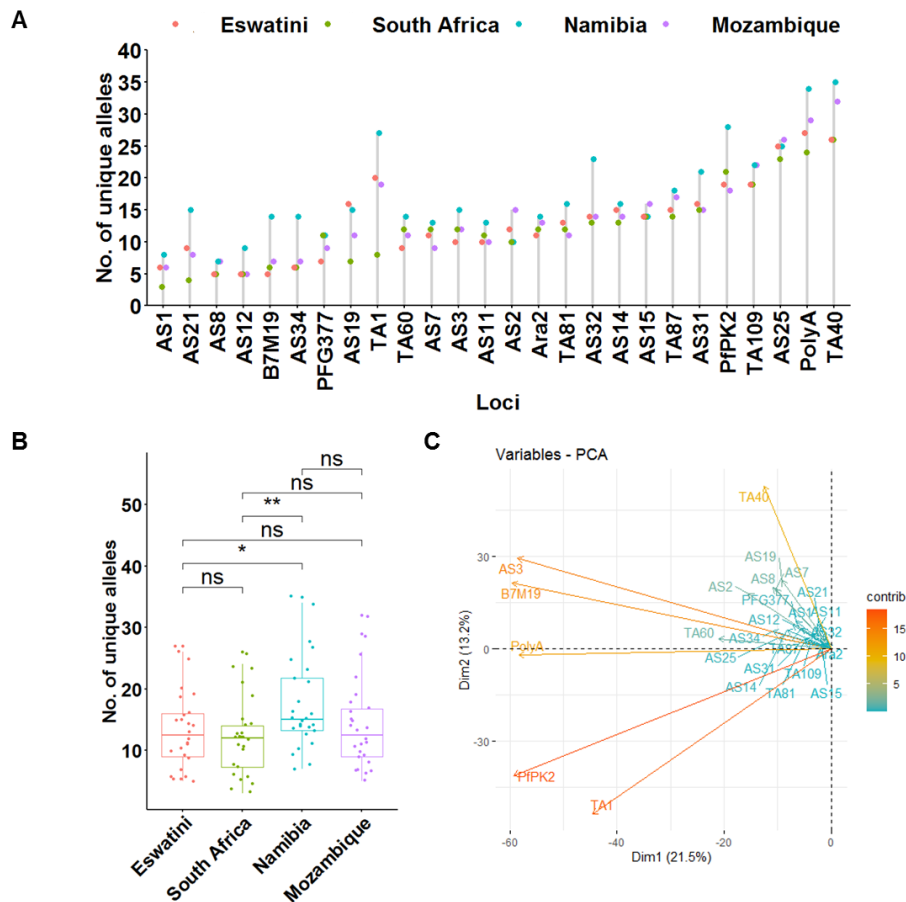 A
Eswatini South Africa Namibia Mozambique
No. of unique alleles
40
35
30
25
20
15
10
5
0
AS1
AS21
AS8
AS12
B7M19
AS34
PFG377
AS19
TA1
TA60
AS7
AS3
AS11
AS2
Ara2
TA81
AS32
AS14
AS15
TA87
AS31
PfPK2
TA109
AS25
PolyA
TA40
Loci
B
No. of unique alleles
50
40
30
20
10
ns
ns
**
ns
*
ns
Eswatini
South Africa
Namibia
Mozambique
C
Variables - PCA
Dim2 (13.2%)
30
0
-30
TA40
AS19
AS3
AS8
AS7
AS2
B7M19
PFG377
AS21
AS1
AS11
AS12
TA60
AS34
AS32
PolyA
AS25
AS31
TA109
AS14
TA81
AS15
PfPK2
TA1
-60
-40
-20
0
Dim1 (21.5%)
contrib
15
10
5